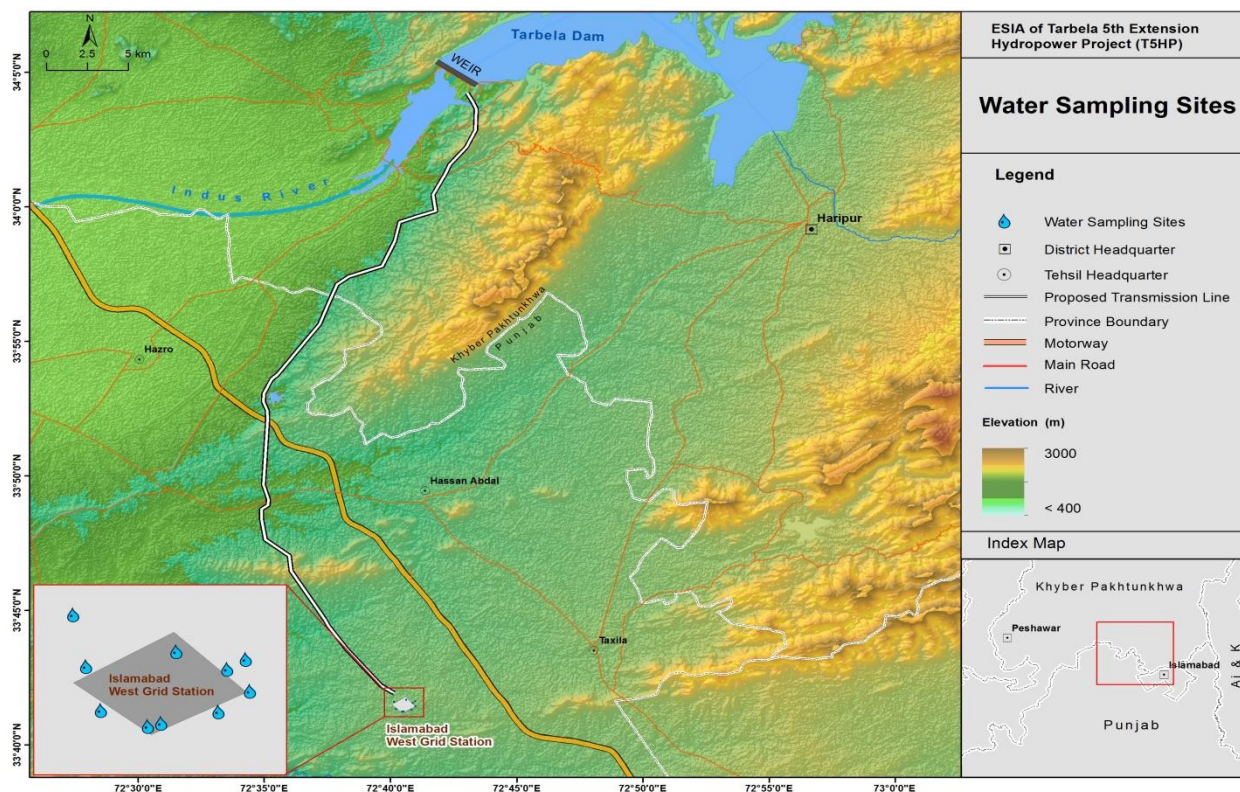 N
0 2.5 5 km
Tarbela Dam
WEIR
Indus River
Haripur
Khyber Pakhtunkhwa
Punjab
Hazro
Hassan Abdal
Taxila
Islamabad
West Grid Station
Islamabad
West Grid Station
34°5'0"N
34°0'0"N
33°55'0"N
33°50'0"N
33°45'0"N
33°40'0"N
72°30'0"E
72°35'0"E
72°40'0"E
72°45'0"E
72°50'0"E
72°55'0"E
73°0'0"E
ESIA of Tarbela 5th Extension
Hydropower Project (T5HP)
Water Sampling Sites
Legend
Water Sampling Sites
District Headquarter
Tehsil Headquarter
Proposed Transmission Line
Province Boundary
Motorway
Main Road
River
Elevation (m)
3000
< 400
Index Map
Khyber Pakhtunkhwa
Peshawar
Islamabad
Aj & K
Punjab